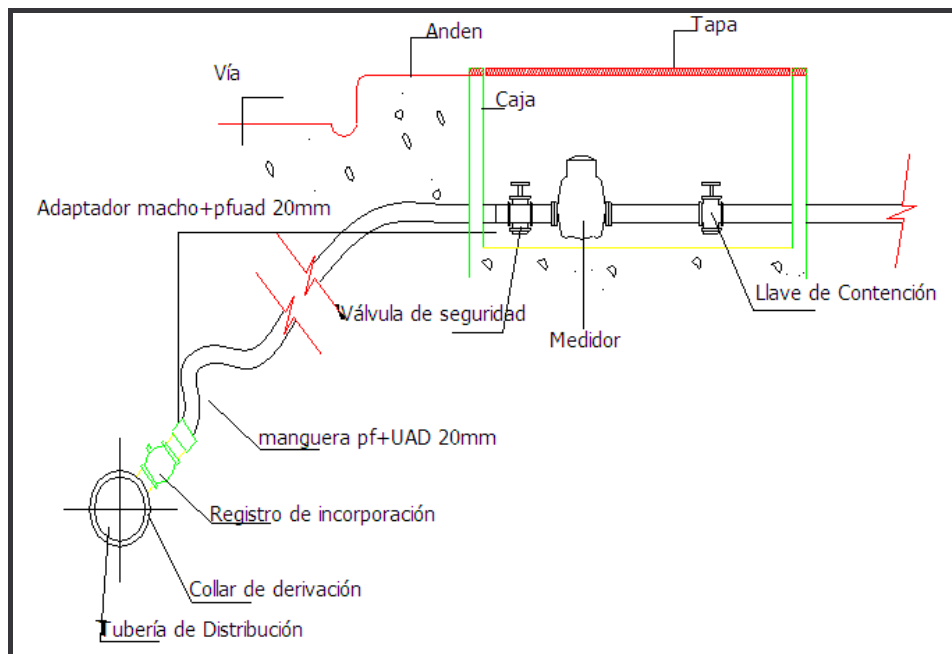 Tapa
Anden
Vía
Caja
Adaptador macho+pfuad 20mm
Llave de Contención
Válvula de seguridad
Medidor
manguera pf+UAD 20mm
Registro de incorporación
Collar de derivación
Tubería de Distribución